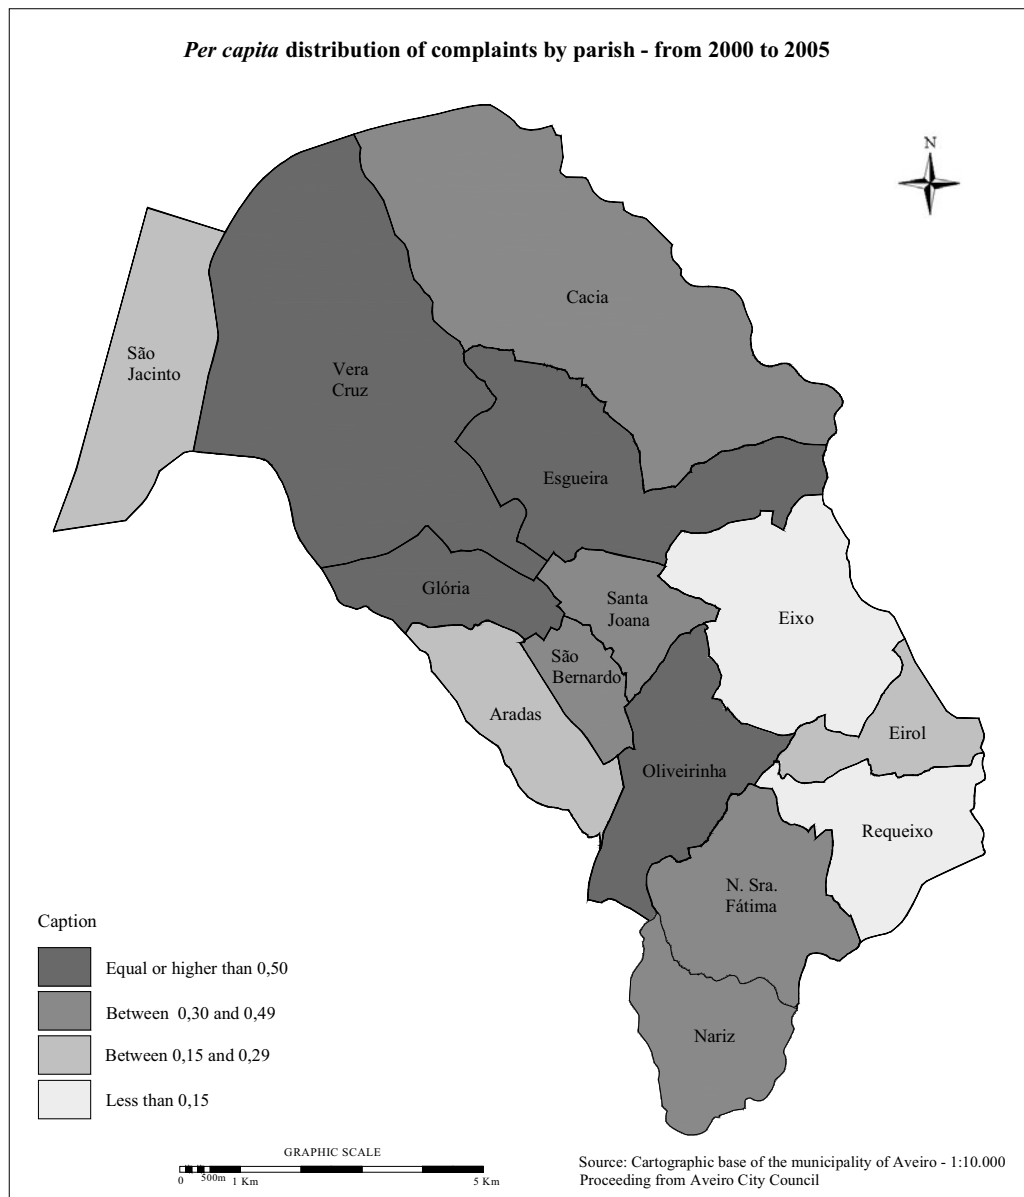 Per capita distribution of complaints by parish - from 2000 to 2005
N
Cacia
São
Jacinto
Vera
Cruz
Esgueira
Glória
Santa
Joana
Eixo
São
Bernardo
Aradas
Eirol
Oliveirinha
Requeixo
N. Sra.
Fátima
Nariz
Caption
Equal or higher than 0,50
Between 0,30 and 0,49
Between 0,15 and 0,29
Less than 0,15
GRAPHIC SCALE
0 500m 1 Km 5 Km
Source: Cartographic base of the municipality of Aveiro - 1:10.000
Proceeding from Aveiro City Council